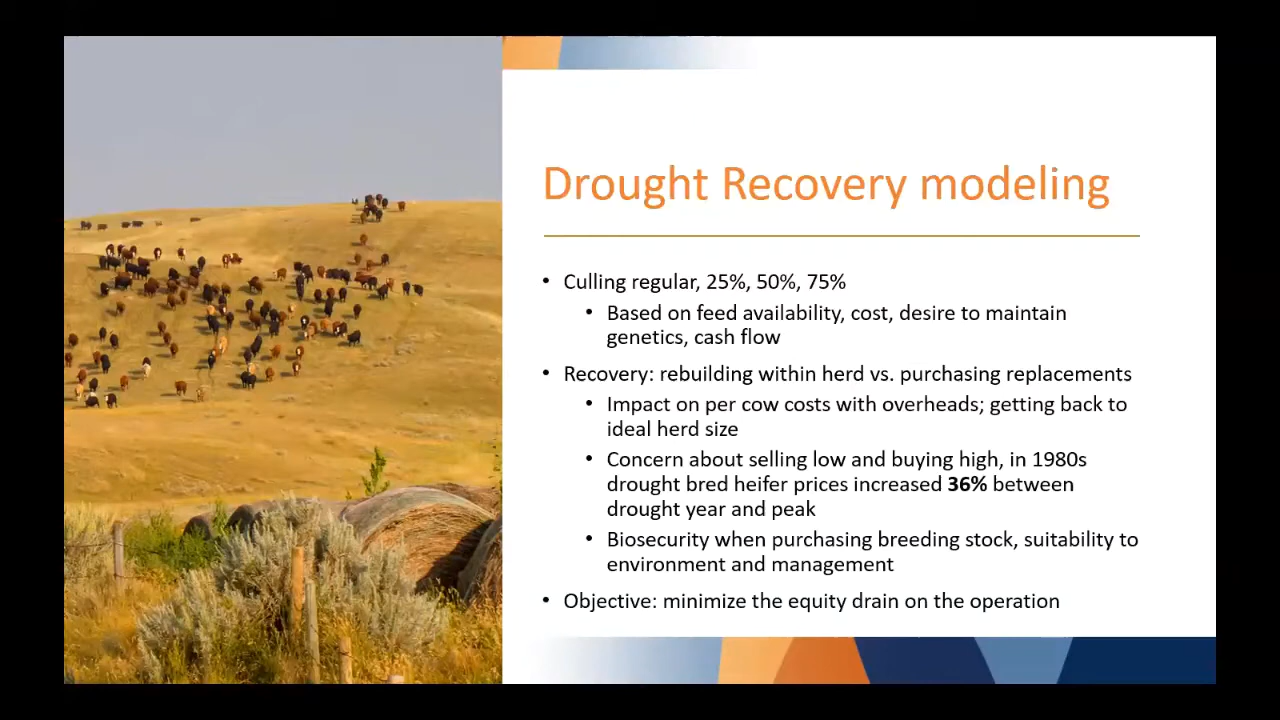 Drought Recovery modeling
• Culling regular, 25%, 50%, 75%
• Based on feed availability, cost, desire to maintain
genetics, cash flow
• Recovery: rebuilding within herd vs. purchasing replacements
• Impact on per cow costs with overheads; getting back to
ideal herd size
• Concern about selling low and buying high, in 1980s
drought bred heifer prices increased 36% between
drought year and peak
• Biosecurity when purchasing breeding stock, suitability to
environment and management
• Objective: minimize the equity drain on the operation